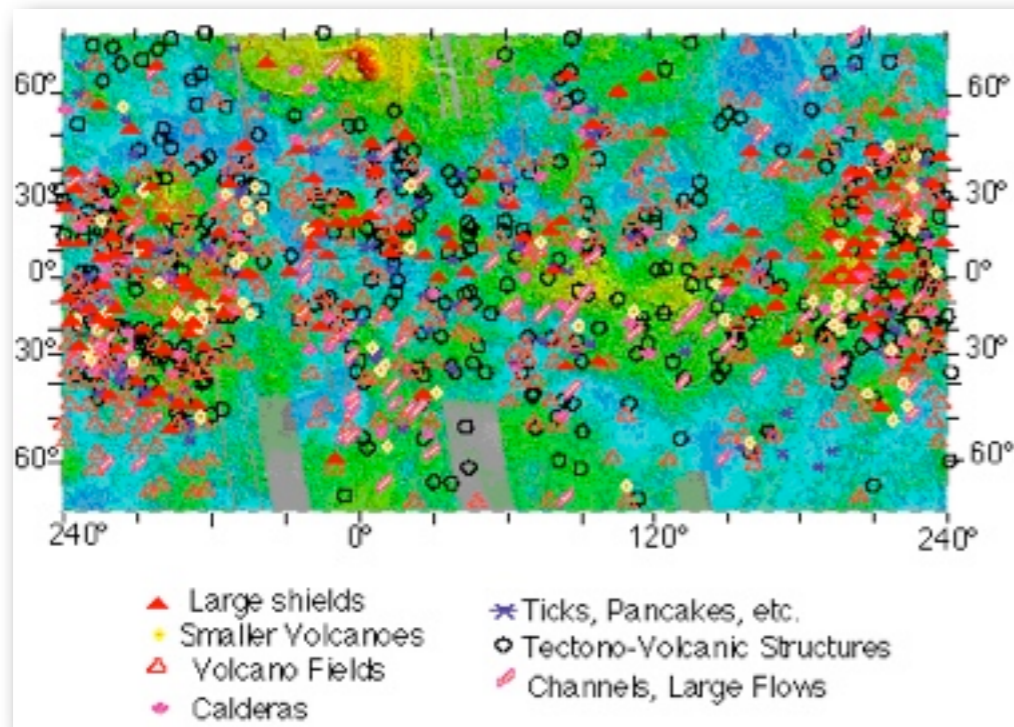 60° 60°
30° 30°
0° 0°
30° 30°
60° 60°
240° 0° 120° 240°
Large shields
Smaller Volcanoes
Volcano Fields
Calderas
Ticks, Pancakes, etc.
Tectono-Volcanic Structures
Channels, Large Flows